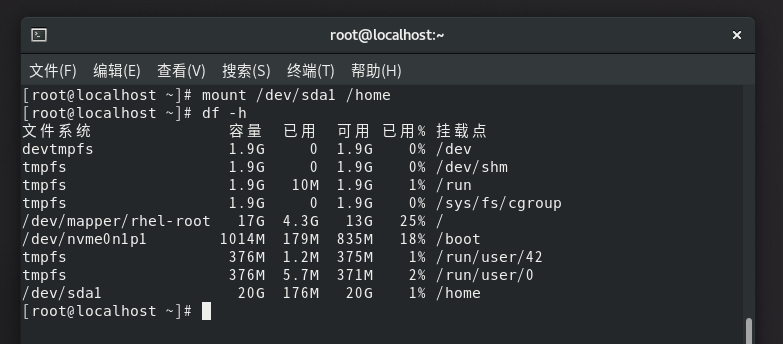 root@localhost:~
文件(F) 编辑(E) 查看(V) 搜索(S) 终端(T) 帮助(H)
[root@localhost ~]# mount /dev/sda1 /home
[root@localhost ~]# df -h
文件系统 容量 已用 可用 已用% 挂载点
devtmpfs 1.9G 0 1.9G 0% /dev
tmpfs 1.9G 0 1.9G 0% /dev/shm
tmpfs 1.9G 10M 1.9G 1% /run
tmpfs 1.9G 0 1.9G 0% /sys/fs/cgroup
/dev/mapper/rhel-root 17G 4.3G 13G 25% /
/dev/nvme0n1p1 1014M 179M 835M 18% /boot
tmpfs 376M 1.2M 375M 1% /run/user/42
tmpfs 376M 5.7M 371M 2% /run/user/0
/dev/sda1 20G 176M 20G 1% /home
[root@localhost ~]#